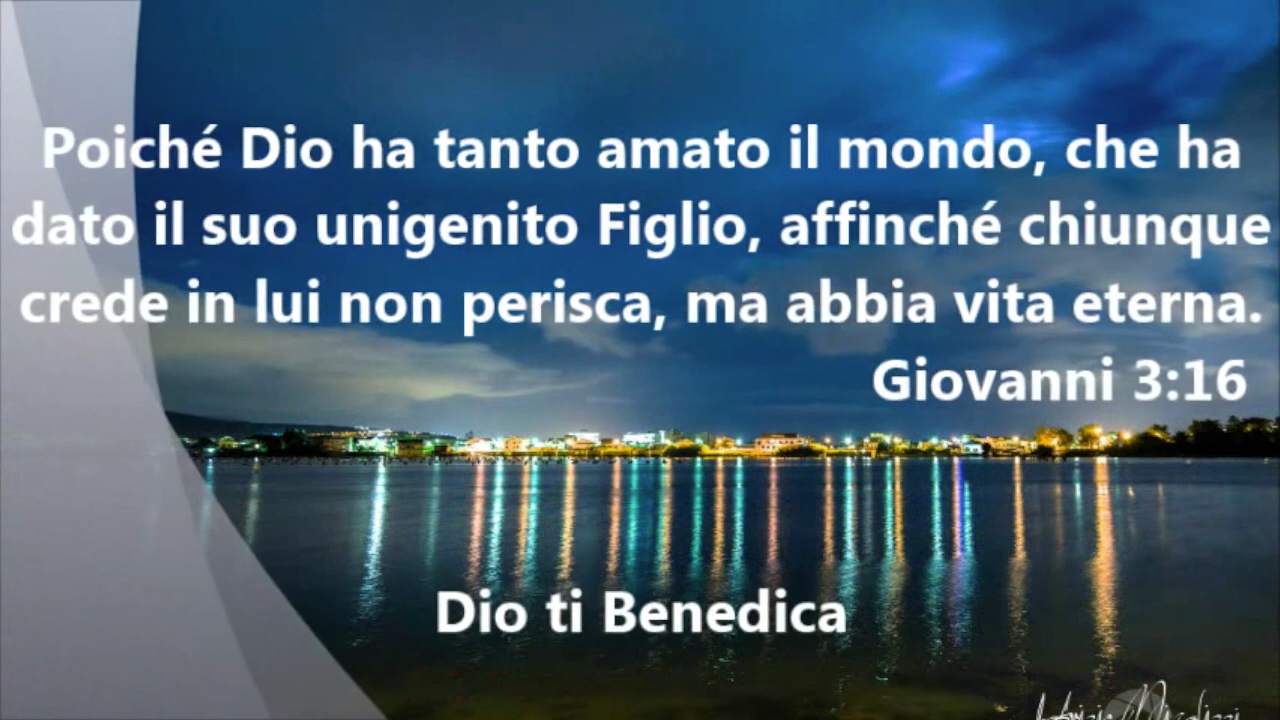 Poiché Dio ha tanto amato il mondo, che ha
dato il suo unigenito Figlio, affinché chiunque
crede in lui non perisca, ma abbia vita eterna.
Giovanni 3:16
Dio ti Benedica